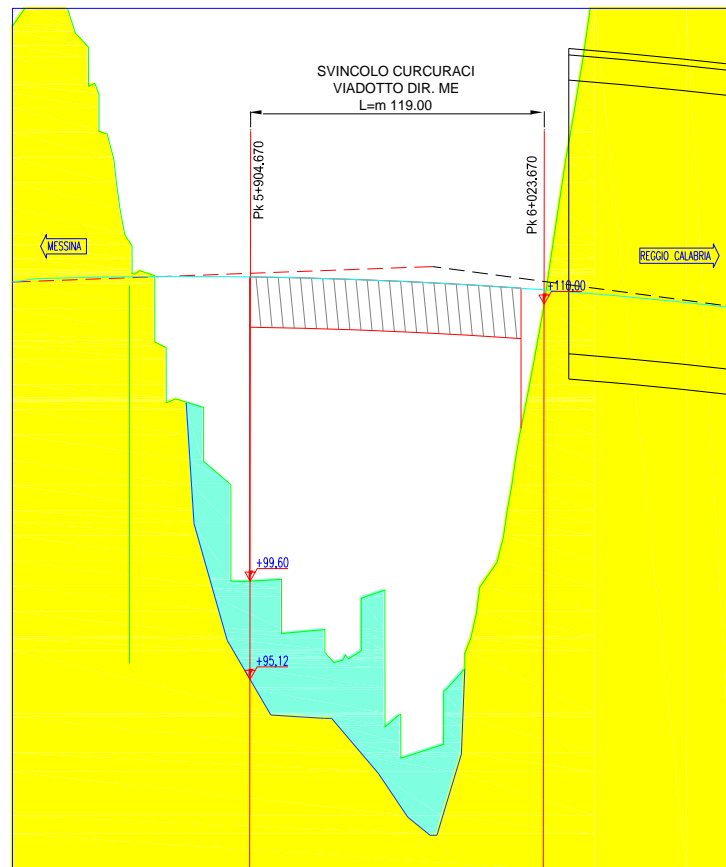 SVINCOLO CURCURACI
VIADOTTO DIR. ME
L=m 119.00
Pk 5+904.670
Pk 6+023.670
MESSINA
REGGIO CALABRIA
+110.00
+99.60
+95.12